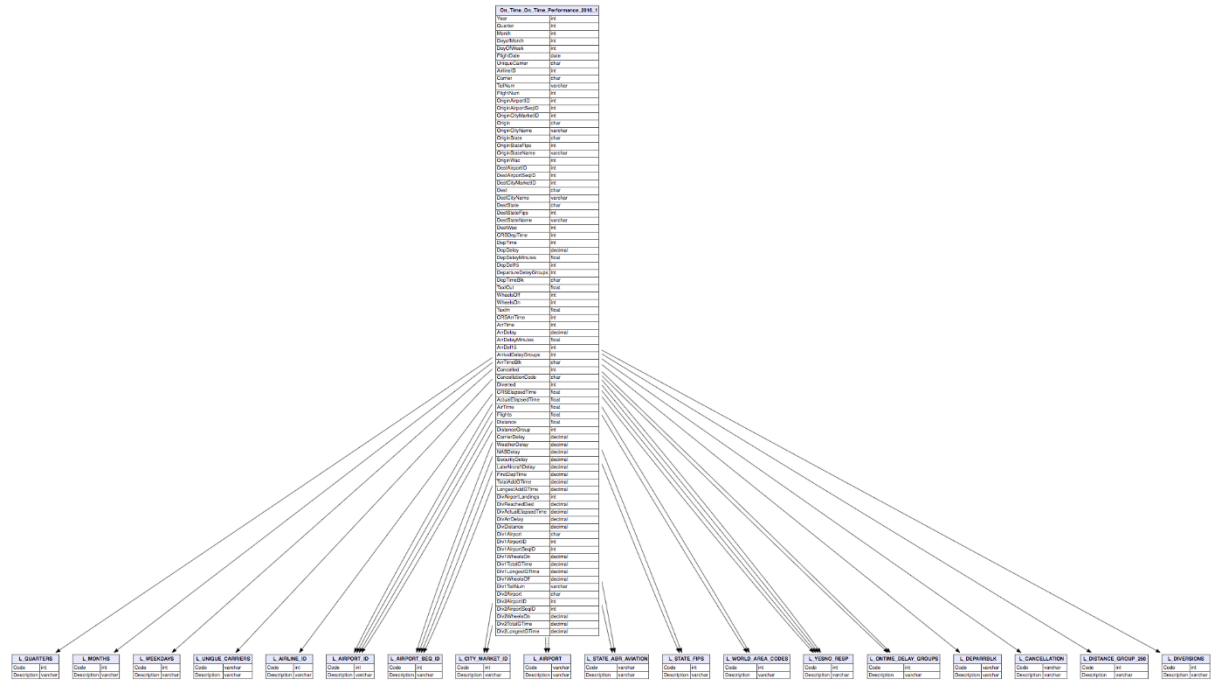 On_Time_On_Time_Performance_2016_1
Year int
Quarter int
Month int
DayofMonth int
DayOfWeek int
FlightDate date
UniqueCarrier char
AirlineID int
Carrier char
TailNum varchar
FlightNum int
OriginAirportID int
OriginAirportSeqID int
OriginCityMarketID int
Origin char
OriginCityName varchar
OriginState char
OriginStateFips int
OriginStateName varchar
OriginWac int
DestAirportID int
DestAirportSeqID int
DestCityMarketID int
Dest char
DestCityName varchar
DestState char
DestStateFips int
DestStateName varchar
DestWac int
CRSDepTime int
DepTime int
DepDelay decimal
DepDelayMinutes float
DepDel15 int
DepartureDelayGroups int
DepTimeBlk char
TaxiOut float
WheelsOff int
WheelsOn int
TaxiIn float
CRSArrTime int
ArrTime int
ArrDelay decimal
ArrDelayMinutes float
ArrDel15 int
ArrivalDelayGroups int
ArrTimeBlk char
Cancelled int
CancellationCode char
Diverted int
CRSElapsedTime float
ActualElapsedTime float
AirTime float
Flights float
Distance float
DistanceGroup int
CarrierDelay decimal
WeatherDelay decimal
NASDelay decimal
SecurityDelay decimal
LateAircraftDelay decimal
FirstDepTime decimal
TotalAddGTime decimal
LongestAddGTime decimal
DivAirportLandings int
DivReachedDest decimal
DivActualElapsedTime decimal
DivArrDelay decimal
DivDistance decimal
Div1Airport char
Div1AirportID int
Div1AirportSeqID int
Div1WheelsOn decimal
Div1TotalGTime decimal
Div1LongestGTime decimal
Div1WheelsOff decimal
Div1TailNum varchar
Div2Airport char
Div2AirportID int
Div2AirportSeqID int
Div2WheelsOn decimal
Div2TotalGTime decimal
Div2LongestGTime decimal
L_QUARTERS L_MONTHS L_WEEKDAYS L_UNIQUE_CARRIERS L_AIRLINE_ID L_AIRPORT_ID L_AIRPORT_SEQ_ID L_CITY_MARKET_ID L_AIRPORT L_STATE_ABR_AVIATION L_STATE_FIPS L_WORLD_AREA_CODES L_YESNO_RESP L_ONTIME_DELAY_GROUPS L_DEPARRBLK L_CANCELLATION L_DISTANCE_GROUP_250 L_DIVERSIONS
Code int Code int Code int Code varchar Code int Code int Code int Code int Code varchar Code varchar Code int Code int Code int Code int Code varchar Code varchar Code int Code int
Description varchar Description varchar Description varchar Description varchar Description varchar Description varchar Description varchar Description varchar Description varchar Description varchar Description varchar Description varchar Description varchar Description varchar Description varchar Description varchar Description varchar Description varchar